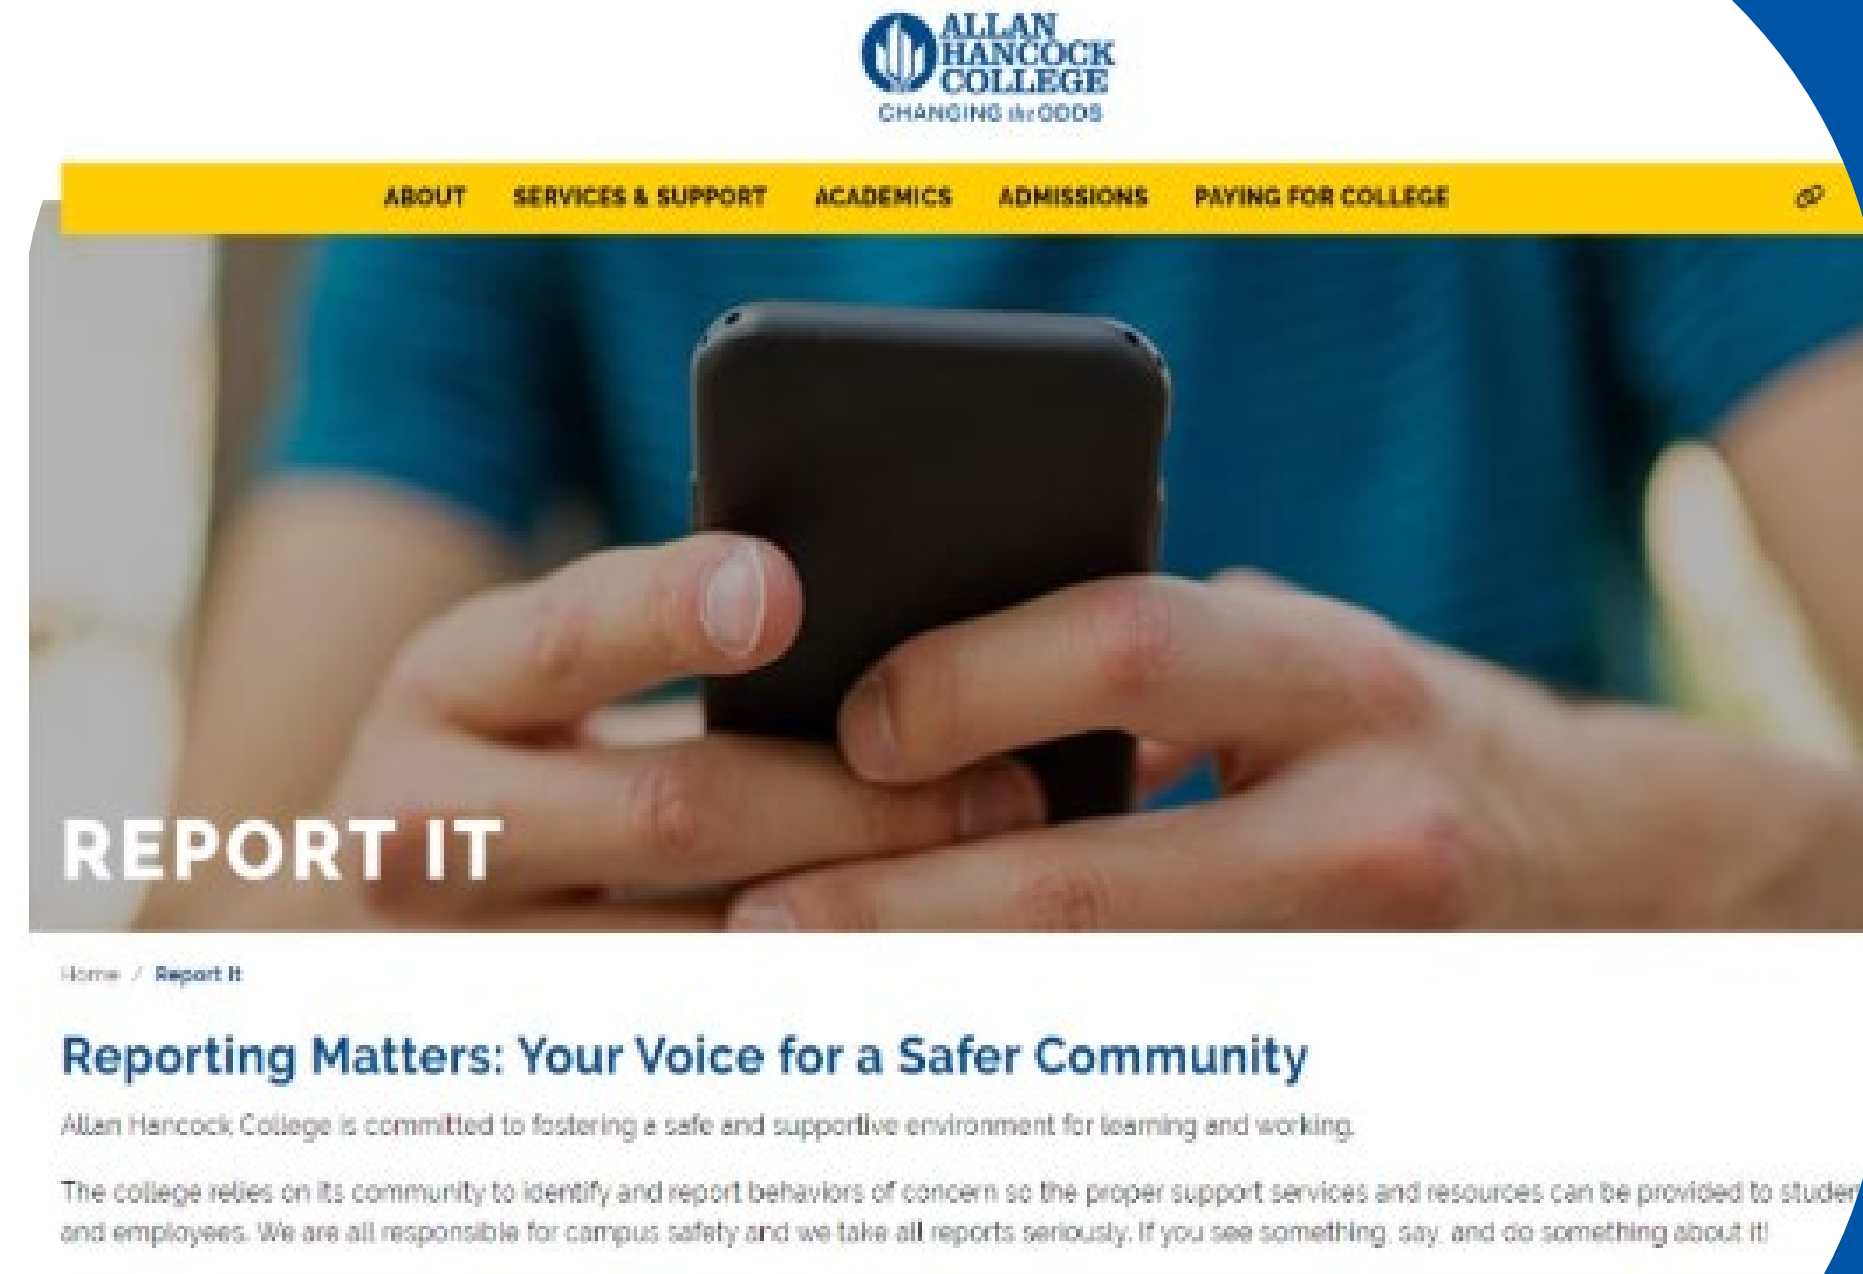 ALLAN
HANCOCK
COLLEGE
CHANGING the ODDS
ABOUT SERVICES & SUPPORT ACADEMICS ADMISSIONS PAYING FOR COLLEGE
REPORT IT
Home / Report It
Reporting Matters: Your Voice for a Safer Community
Allan Hancock College is committed to fostering a safe and supportive environment for learning and working.
The college relies on its community to identify and report behaviors of concern so the proper support services and resources can be provided to studen
and employees. We are all responsible for campus safety and we take all reports seriously. If you see something, say, and do something about it!